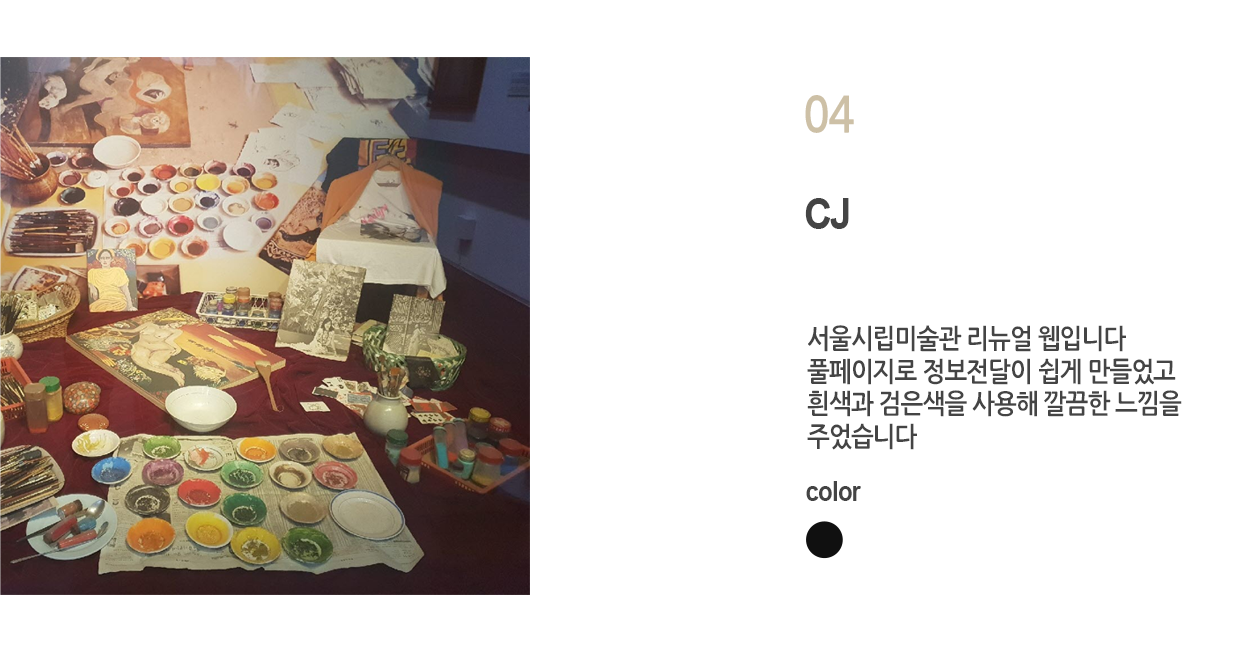 04
CJ
서울시립미술관 리뉴얼 웹입니다
풀페이지로 정보전달이 쉽게 만들었고
흰색과 검은색을 사용해 깔끔한 느낌을
주었습니다
color